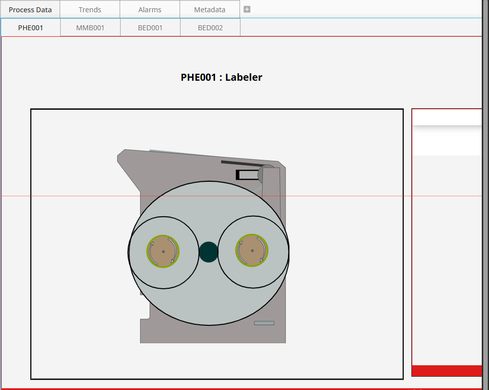 Process Data Trends Alarms Metadata
PHE001 MMB001 BED001 BED002
PHE001 : Labeler